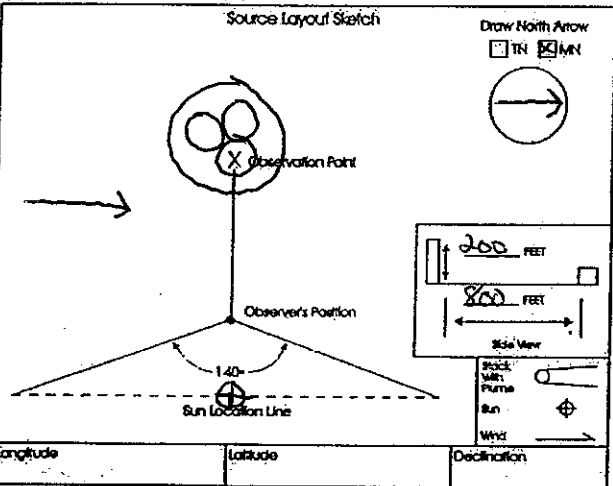 Source Layout Sketch
Draw North Arrow
TN X MN
X Observation Point
200 FEET
800 FEET
Side View
Observer's Position
140°
Sun Location Line
Stack
With
Plume
Sun
Wind
Longitude
Latitude
Declination